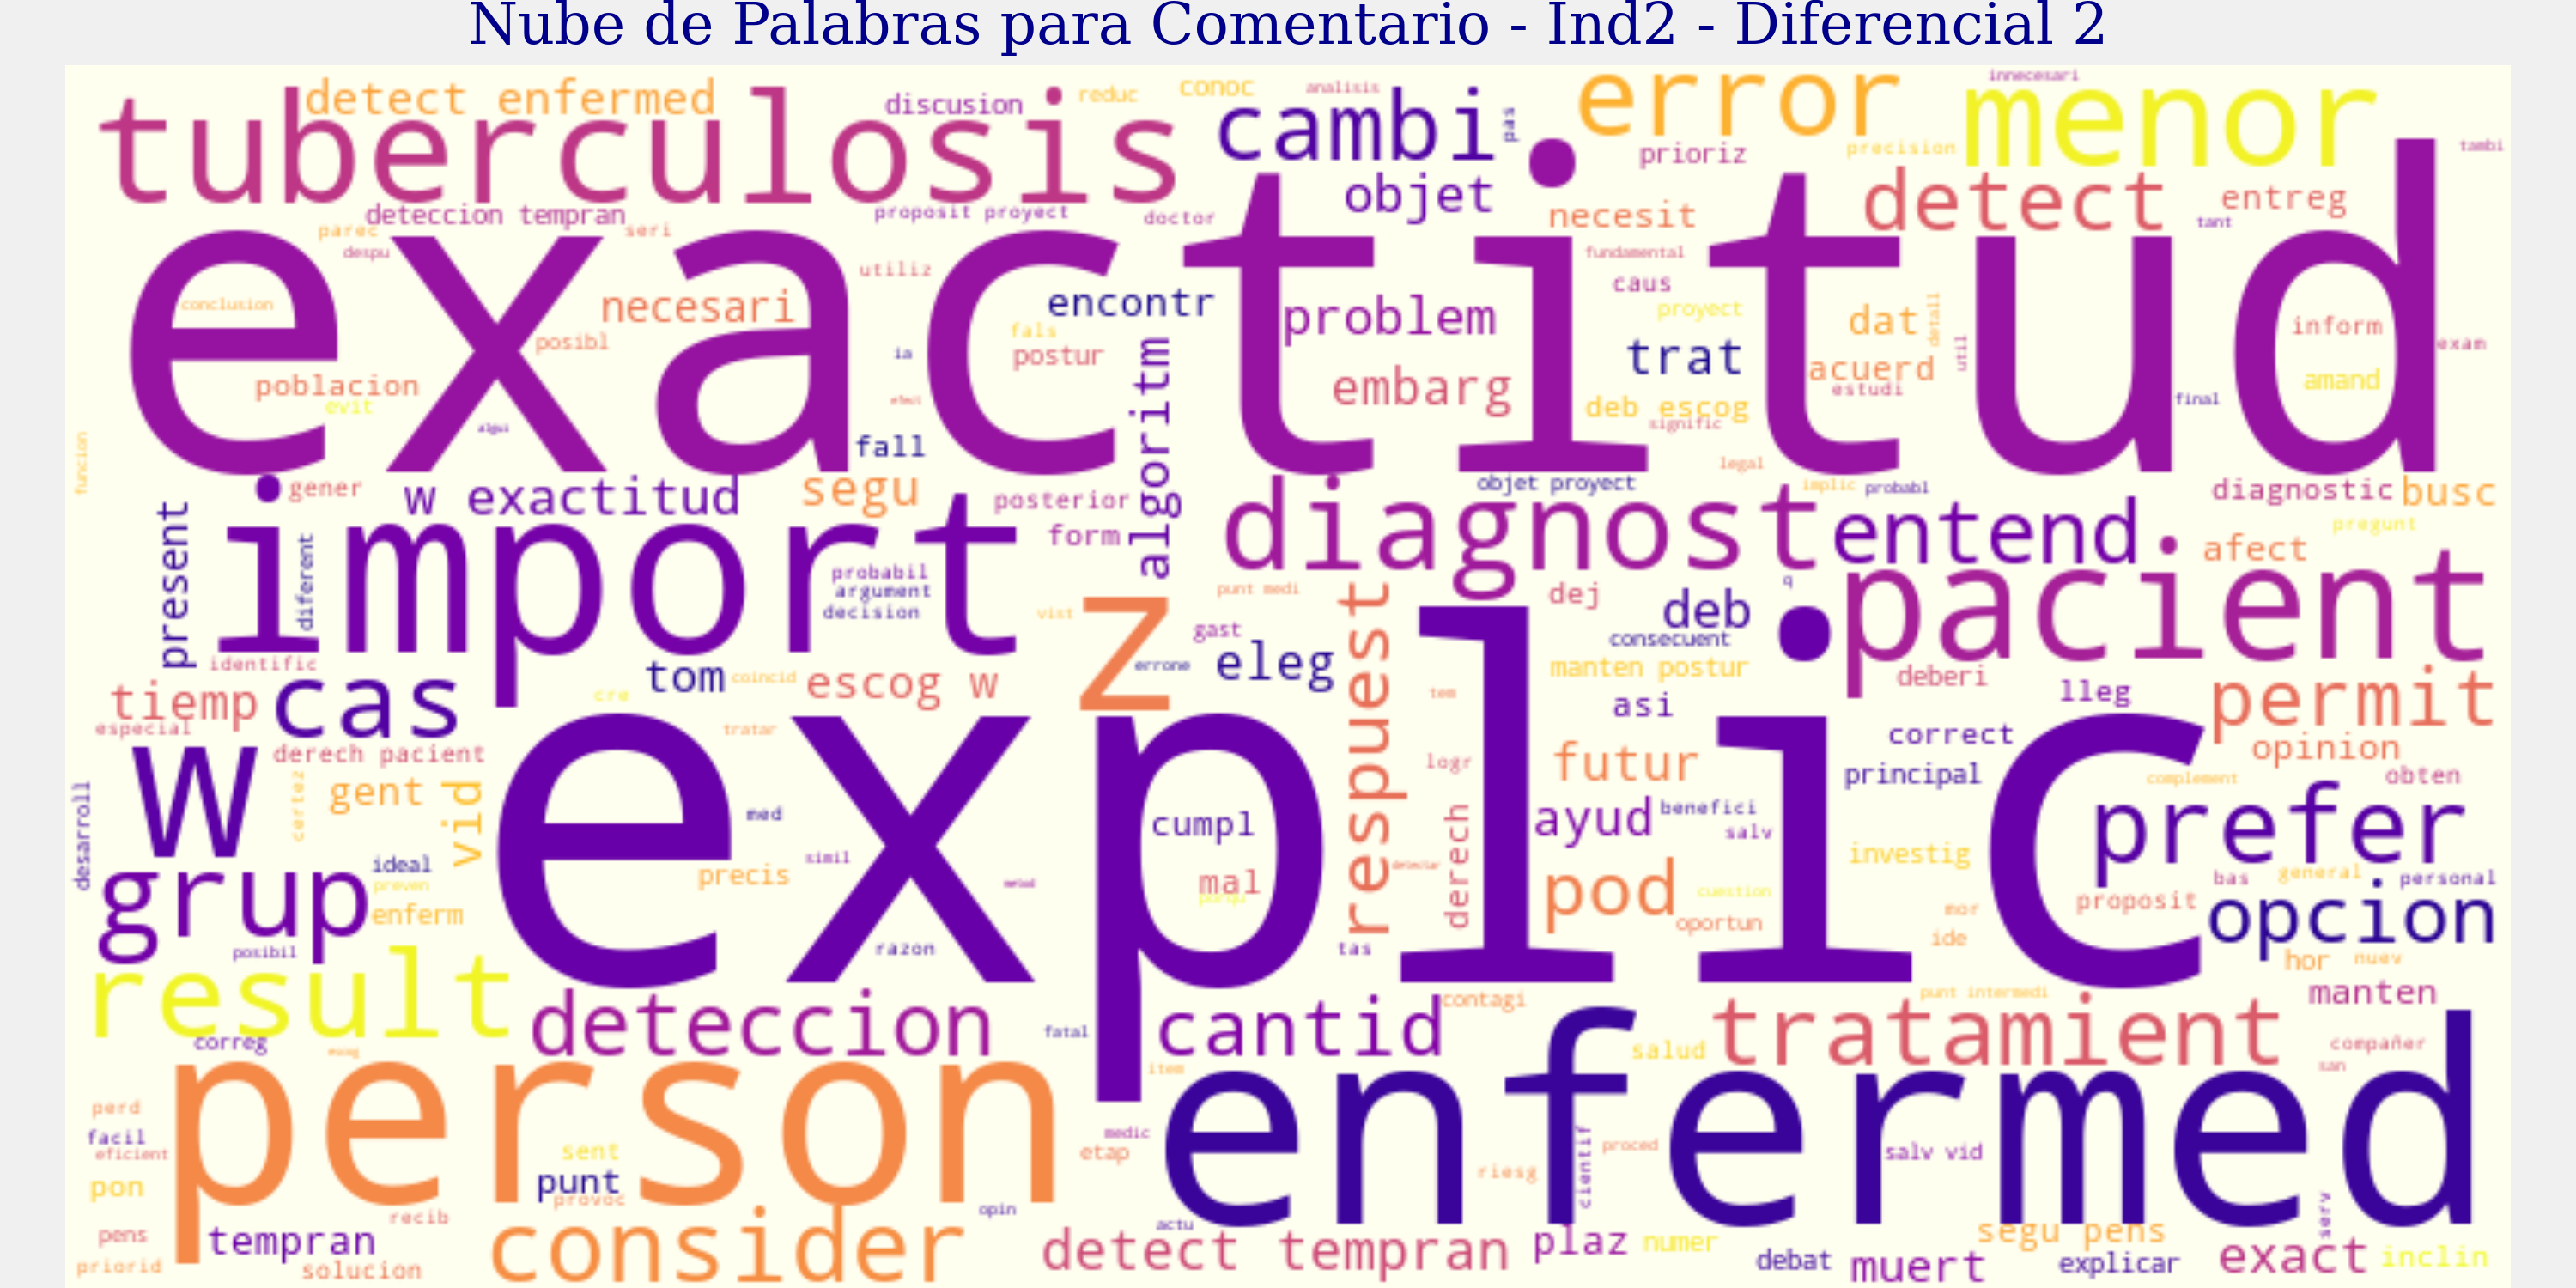 Nube de Palabras para Comentario - Ind2 - Diferencial 2
detect enfermed
discusion
reduc
conoc
analisis
error
innecesari
menor
tuberculosis
cambi
pas
prioriz
precision
tambi
objet
detect
entreg
deteccion tempran
proposit proyect
doctor
necesit
tant
parec
seri
despu
utiliz
fundamental
exactitud
caus
conclusion
necesari
encontr
problem
proyect
dat
detall
inform
exam
posibl
ia
fals
postur
algoritm
trat
acuerd
util
poblacion
evit
embarg
deb escog
estudi
amand
final
algui
signific
funcion
fall
legal
gener
w exactitud
segu
posterior
objet proyect
implic
probabl
diagnostic
busc
present
import
diferent
form
diagnost
entend
pregunt
afect
probabil
argument
decision
vist
z
punt medi
respuest
dej
q
deb
pacient
gast
consecuent
identific
tom
coincid
escog w
errone
eleg
manten postur
deberi
tiemp
cas
cre
tem
asi
lleg
permit
especial
tratar
w
derech pacient
explic
logr
futur
correct
opinion
desarroll
certez
gent
vid
principal
complement
obten
med
cumpl
derech
ayud
benefici
salv
prefer
grup
ideal
simil
investig
preven
precis
mal
pod
cuestion
bas
general
personal
enferm
oportun
mor
proposit
opcion
posibil
razon
tas
ide
hor
nuev
result
deteccion
cantid
contagi
punt intermedi
manten
correg
fatal
salud
tratamient
compañer
item
san
person
enfermed
perd
facil
eficient
medic
etap
riesg
cientif
proced
salv vid
sent
pon
punt
provoc
recib
opin
actu
serv
pens
tempran
consider
detect tempran
plaz
numer
segu pens
priorid
solucion
debat
muert
explicar
exact
inclin